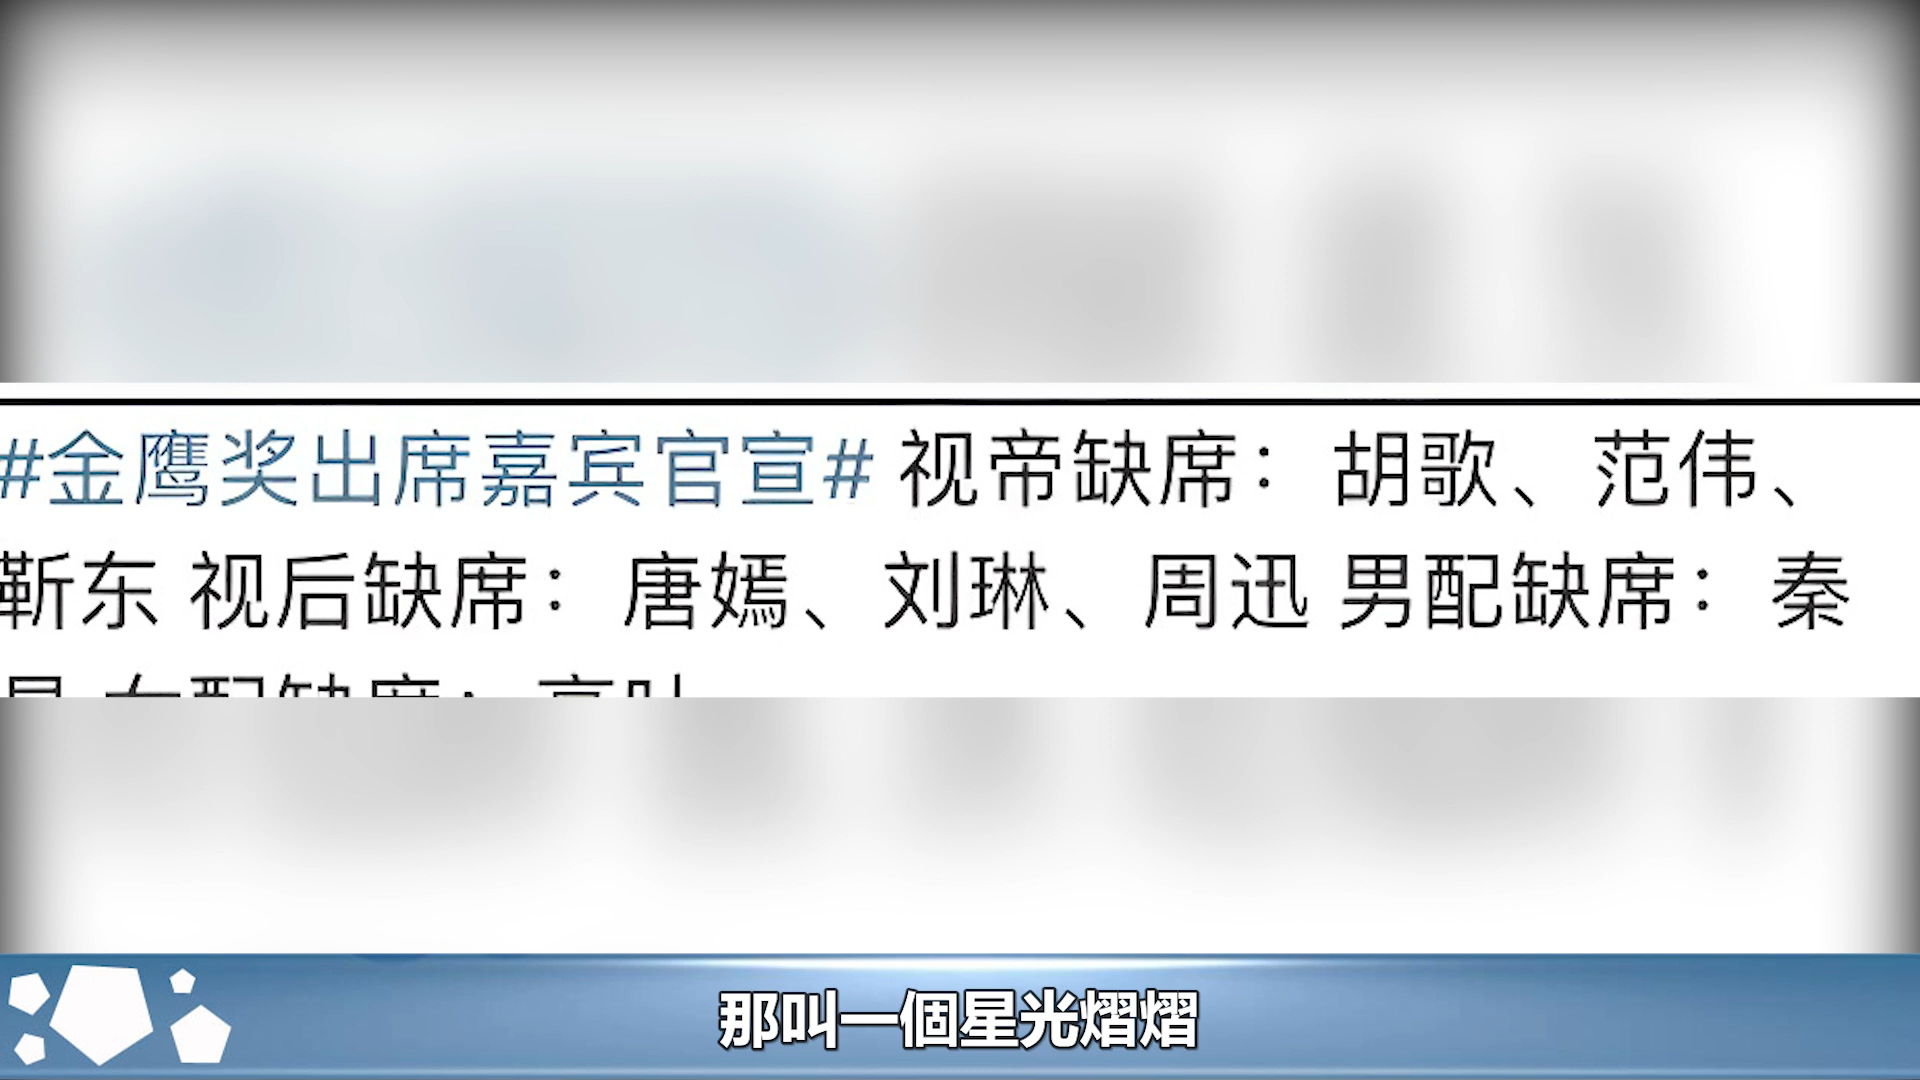 #金鹰奖出席嘉宾官宣# 视帝缺席：胡歌、范伟、
靳东 视后缺席：唐嫣、刘琳、周迅 男配缺席：秦
那叫一個星光熠熠